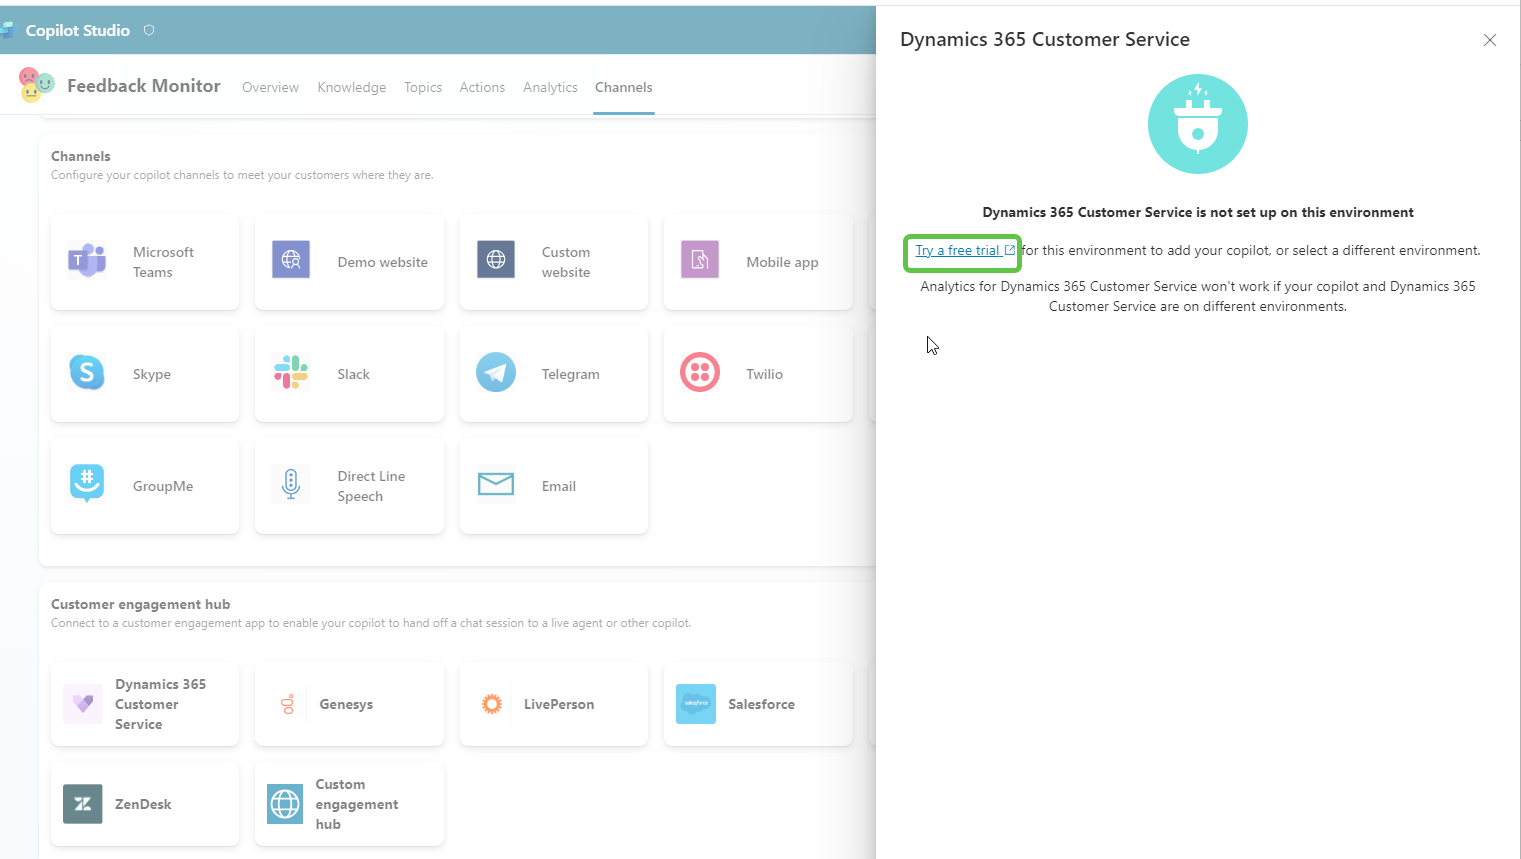 Copilot Studio
Feedback Monitor
Overview
Knowledge
Topics
Actions
Analytics
Channels
Channels
Configure your copilot channels to meet your customers where they are.
Microsoft
Teams
Demo website
Custom
website
Mobile app
Skype
Slack
Telegram
Twilio
GroupMe
Direct Line
Speech
Email
Customer engagement hub
Connect to a customer engagement app to enable your copilot to hand off a chat session to a live agent or other copilot.
Dynamics 365
Customer
Service
Genesys
LivePerson
salesforce
Salesforce
ZenDesk
Custom
engagement
hub
Dynamics 365 Customer Service
Dynamics 365 Customer Service is not set up on this environment
Try a free trial for this environment to add your copilot, or select a different environment.
Analytics for Dynamics 365 Customer Service won't work if your copilot and Dynamics 365
Customer Service are on different environments.